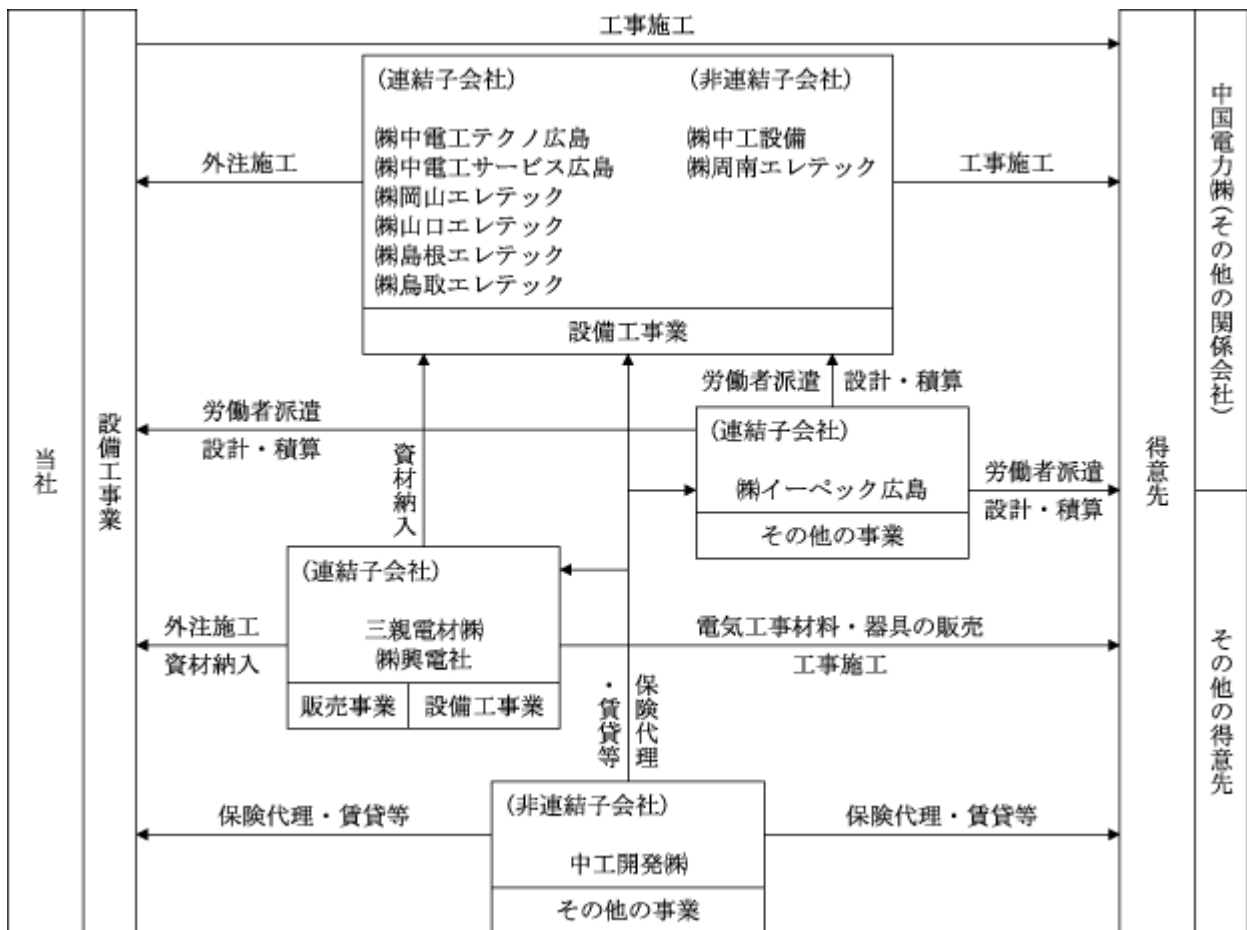 工事施工
(連結子会社)
(非連結子会社)
㈱中電工テクノ広島
㈱中電工サービス広島
㈱岡山エレテック
㈱山口エレテック
㈱島根エレテック
㈱鳥取エレテック
㈱中工設備
㈱周南エレテック
設備工事業
外注施工
工事施工
当社
設備工事業
得意先
中国電力㈱(その他の関係会社)
その他の得意先
労働者派遣
設計・積算
労働者派遣
設計・積算
(連結子会社)
㈱イーペック広島
その他の事業
労働者派遣
設計・積算
資材納入
(連結子会社)
三親電材㈱
㈱興電社
販売事業
設備工事業
外注施工
資材納入
電気工事材料・器具の販売
工事施工
保険代理
・賃貸等
(非連結子会社)
中工開発㈱
その他の事業
保険代理・賃貸等
保険代理・賃貸等